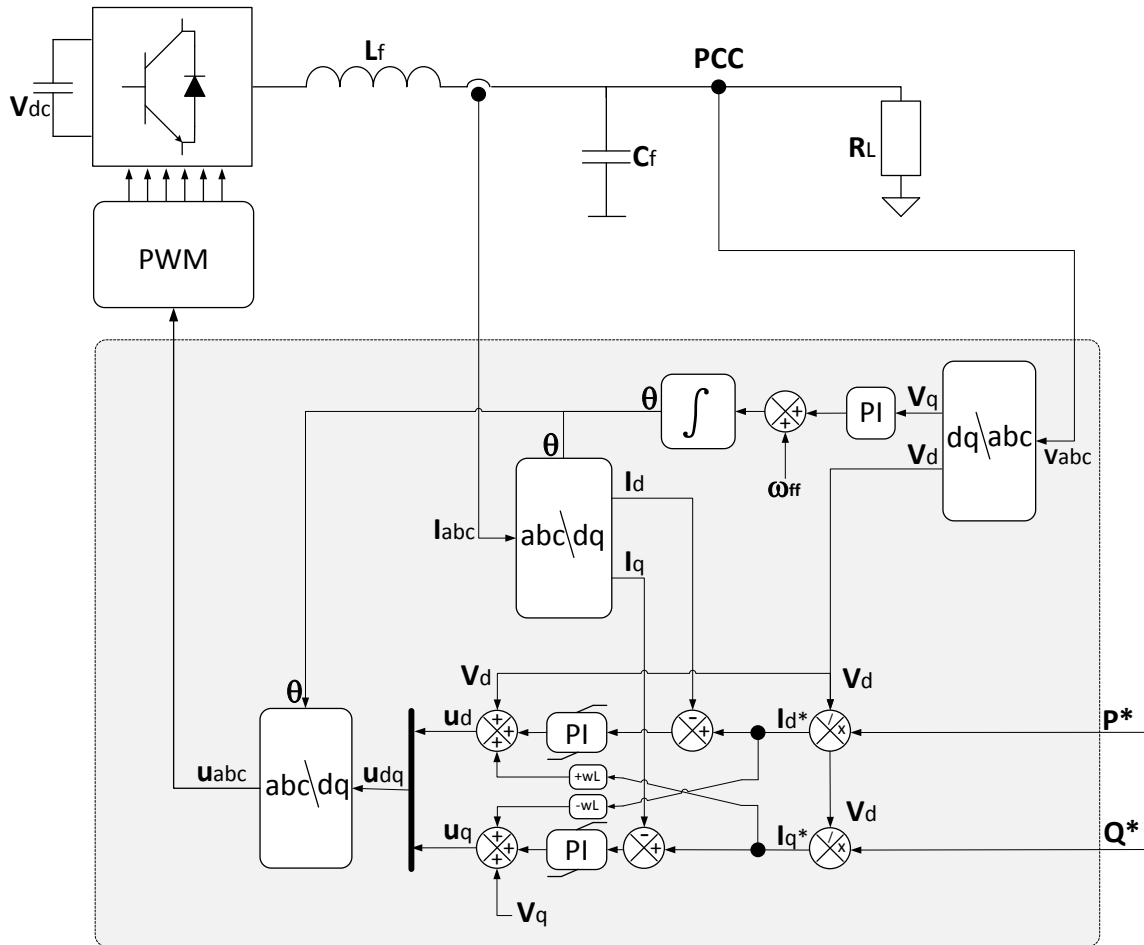 Lf
PCC
Vdc
Cf
RL
PWM
θ
∫
+
+
PI
Vq
dq\abc
Vabc
Vd
ωff
θ
Id
Iabc
abc\dq
Iq
θ
Vd
Vd
ud
+
+
+
PI
-
+
Id*
/
x
P*
uabc
abc\dq
udq
+wL
-wL
Vd
uq
+
+
+
PI
-
+
Iq*
/
x
Q*
Vq